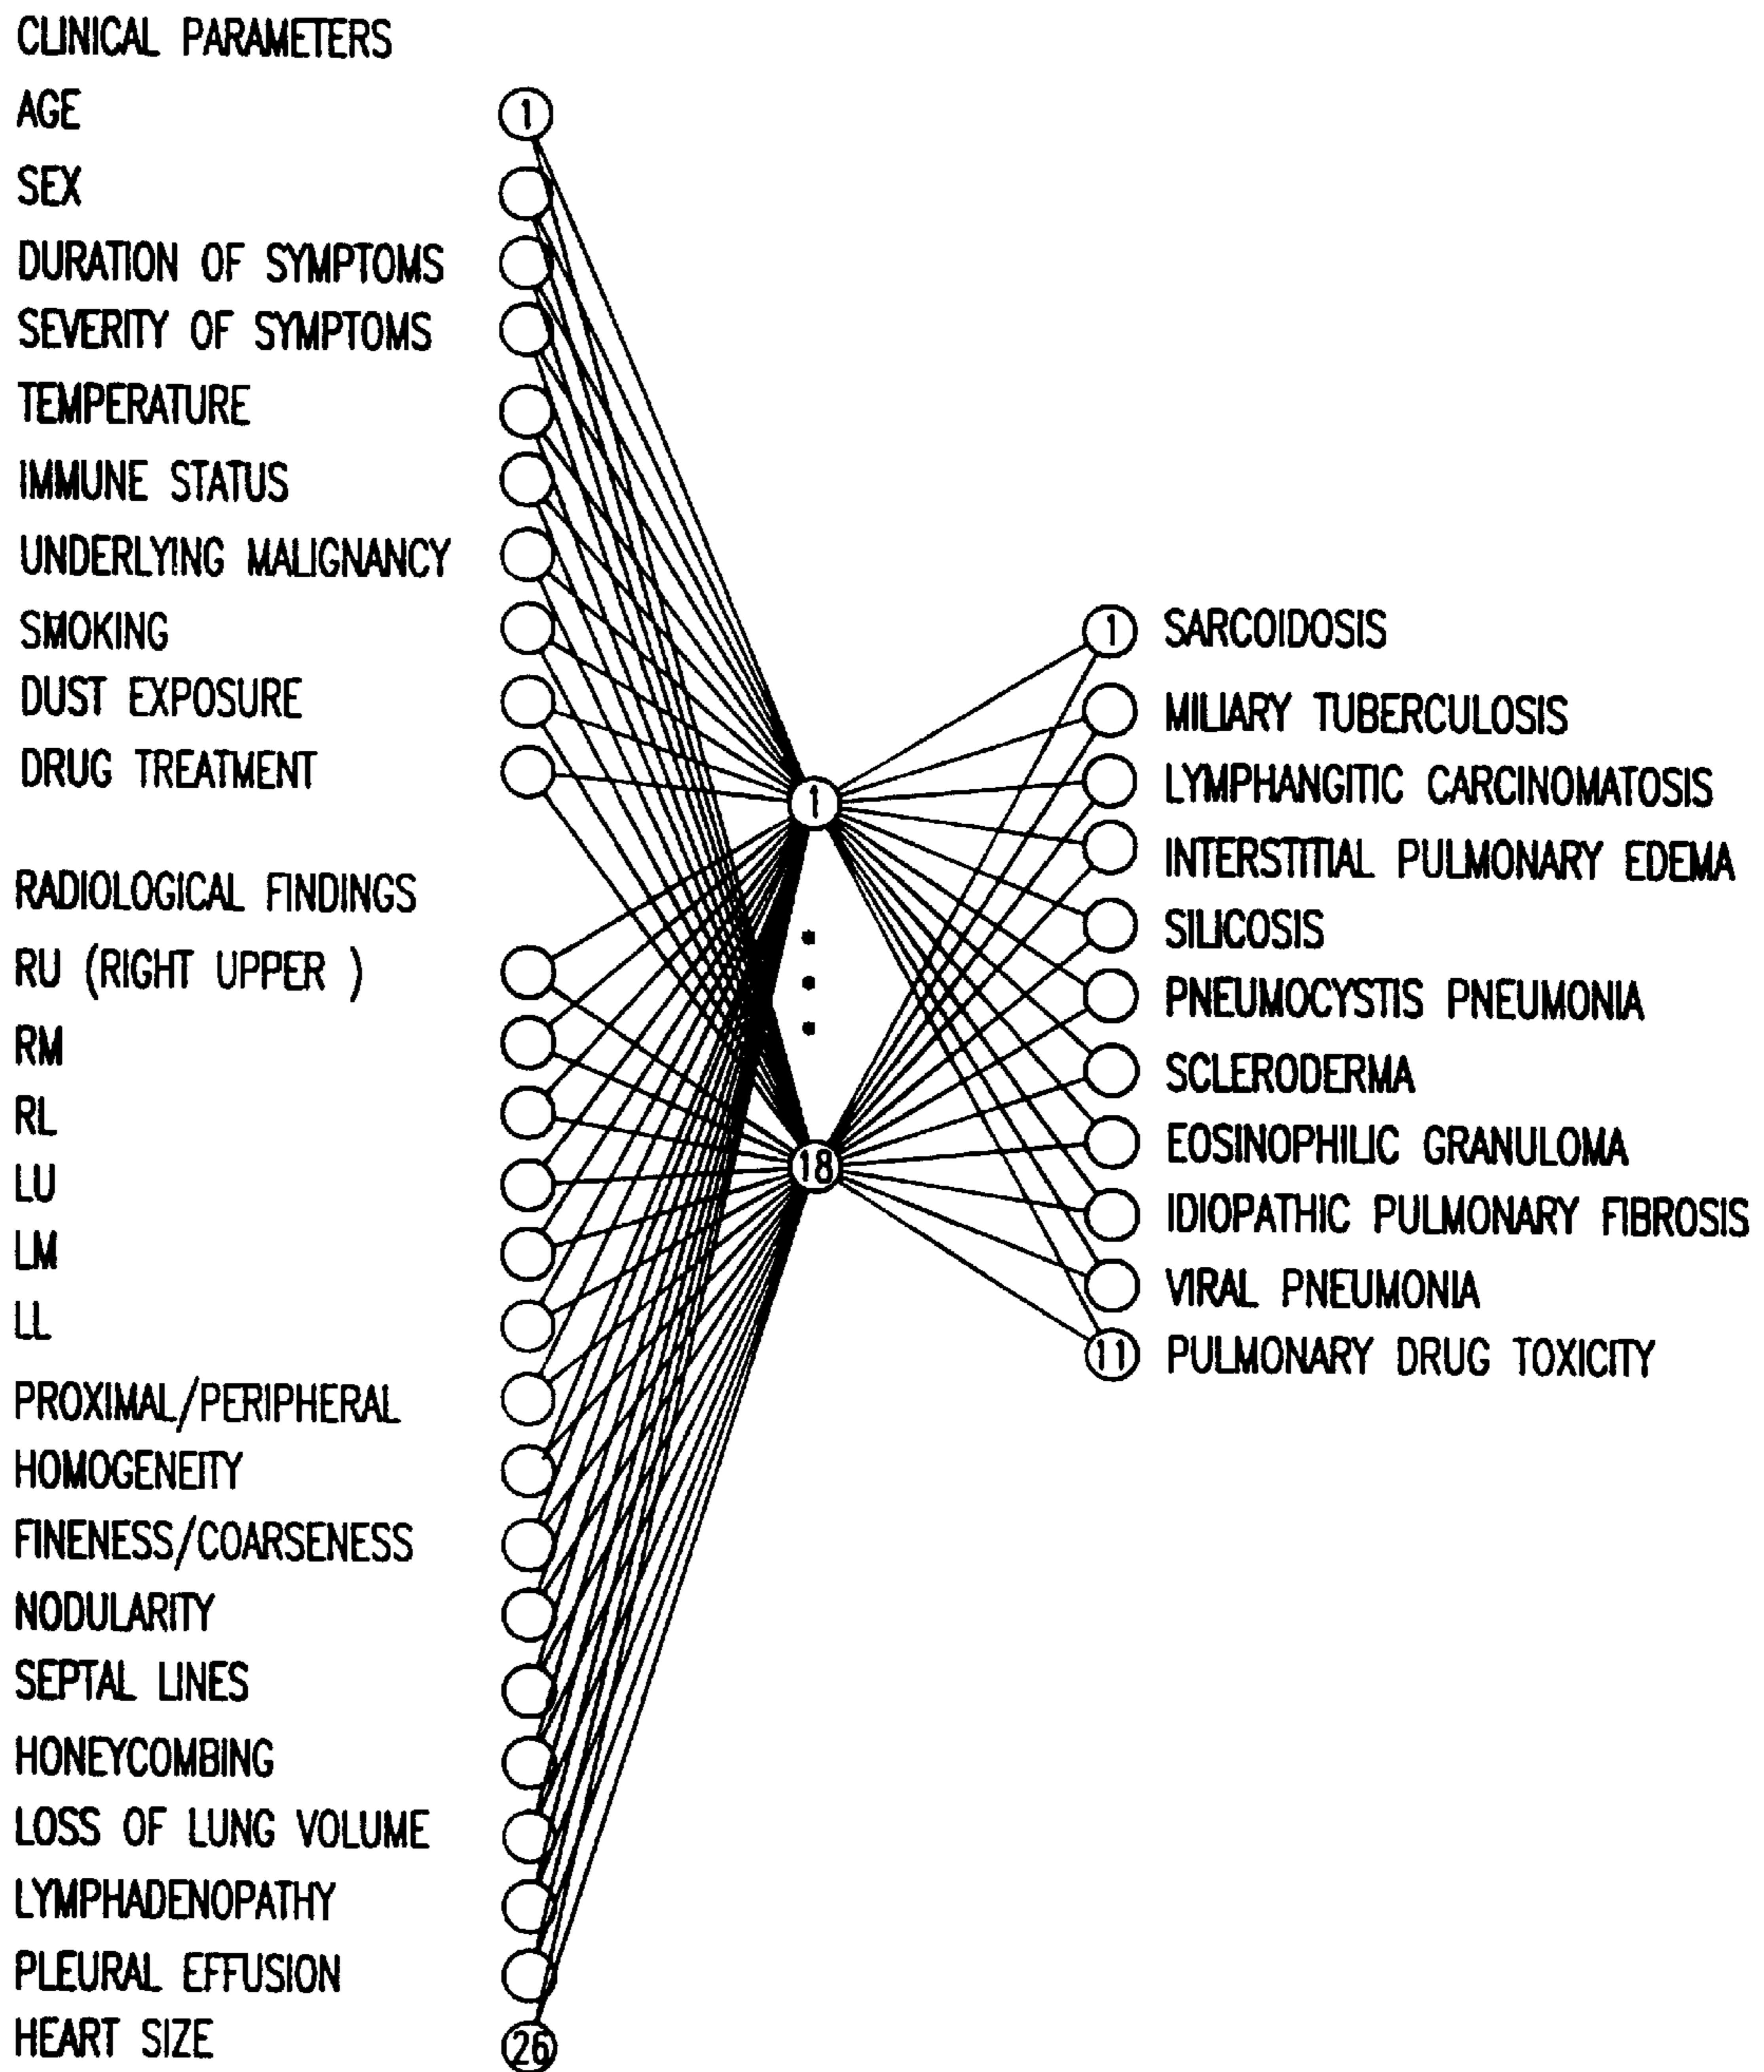 CLINICAL PARAMETERS
AGE
1
SEX
DURATION OF SYMPTOMS
SEVERITY OF SYMPTOMS
TEMPERATURE
IMMUNE STATUS
UNDERLYING MALIGNANCY
SMOKING
DUST EXPOSURE
DRUG TREATMENT
RADIOLOGICAL FINDINGS
RU (RIGHT UPPER )
RM
RL
LU
LM
LL
PROXIMAL/PERIPHERAL
HOMOGENEITY
FINENESS/COARSENESS
NODULARITY
SEPTAL LINES
HONEYCOMBING
LOSS OF LUNG VOLUME
LYMPHADENOPATHY
PLEURAL EFFUSION
HEART SIZE
26
1
18
1 SARCOIDOSIS
MILIARY TUBERCULOSIS
LYMPHANGITIC CARCINOMATOSIS
INTERSTITIAL PULMONARY EDEMA
SILICOSIS
PNEUMOCYSTIS PNEUMONIA
SCLERODERMA
EOSINOPHILIC GRANULOMA
IDIOPATHIC PULMONARY FIBROSIS
VIRAL PNEUMONIA
11 PULMONARY DRUG TOXICITY